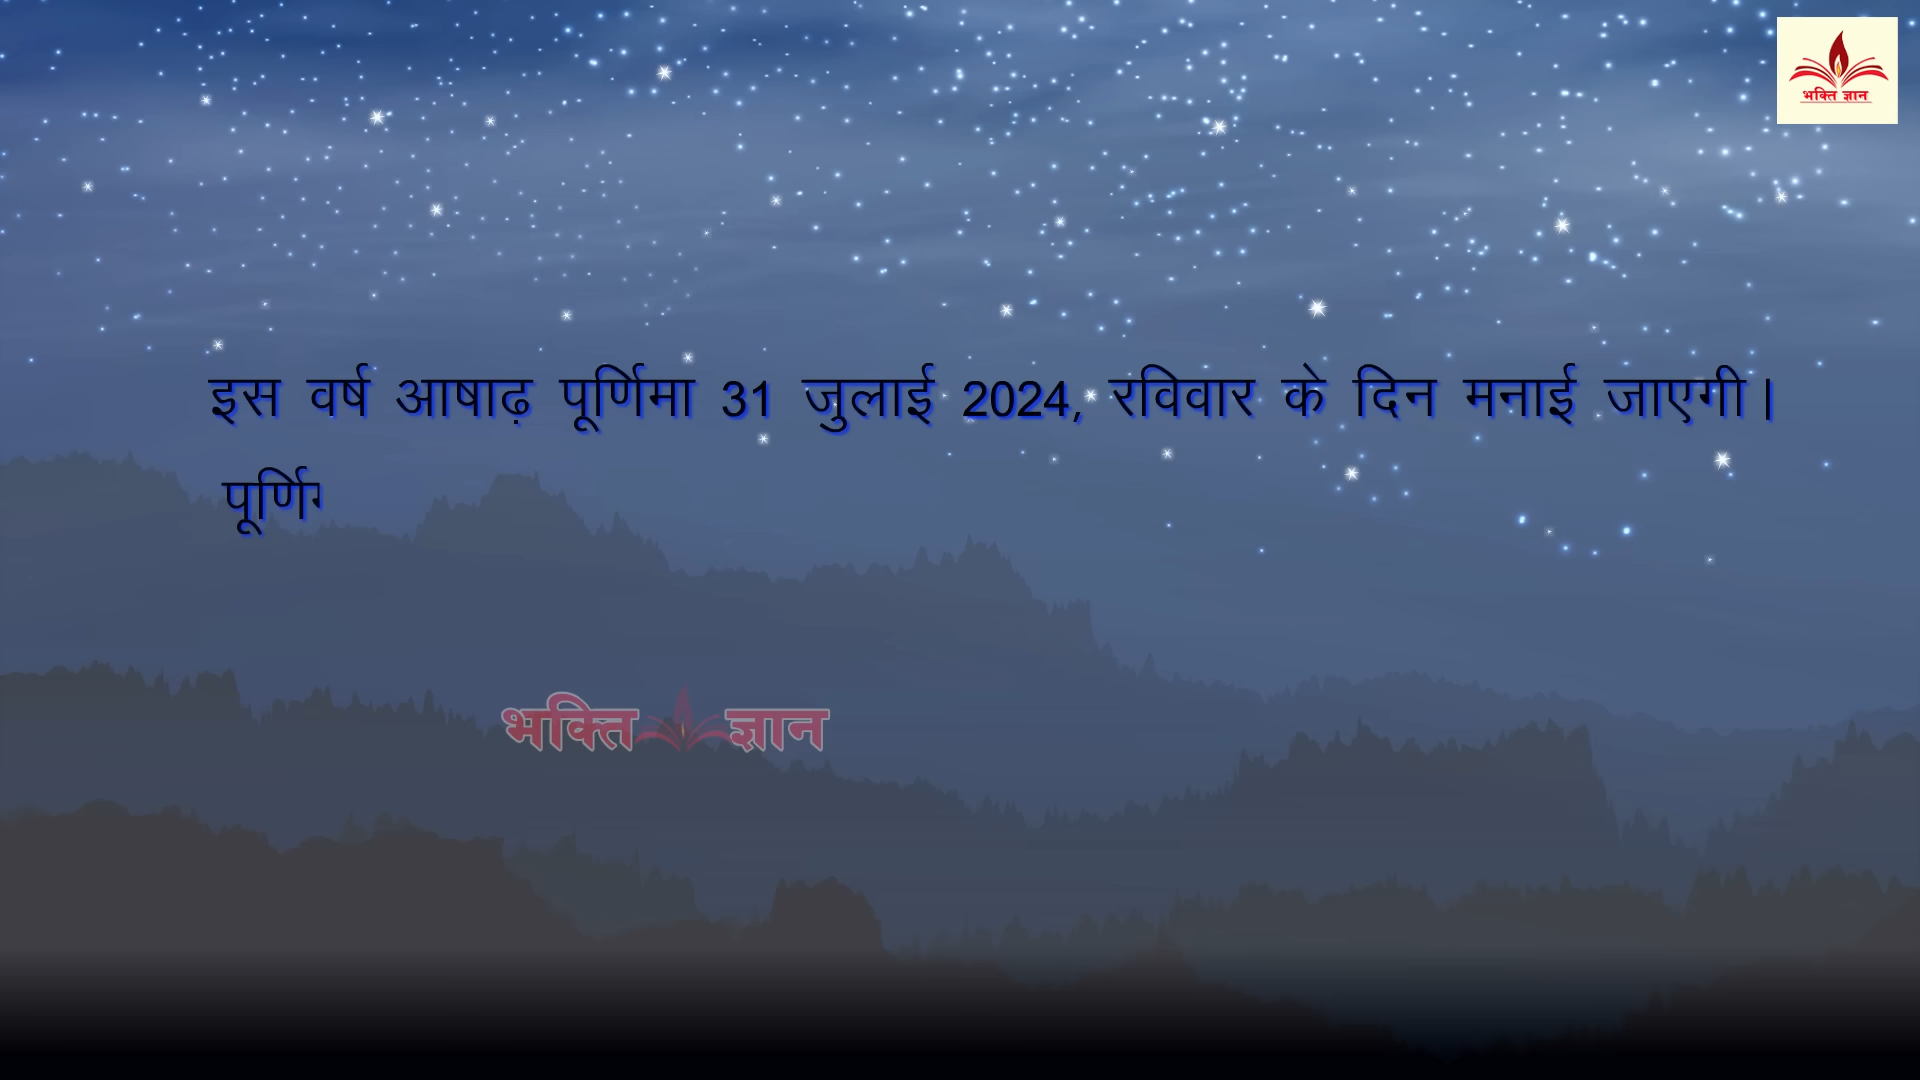 भक्ति ज्ञान
इस वर्ष आषाढ़ पूर्णिमा 31 जुलाई 2024, रविवार के दिन मनाई जाएगी।
भक्ति ज्ञान